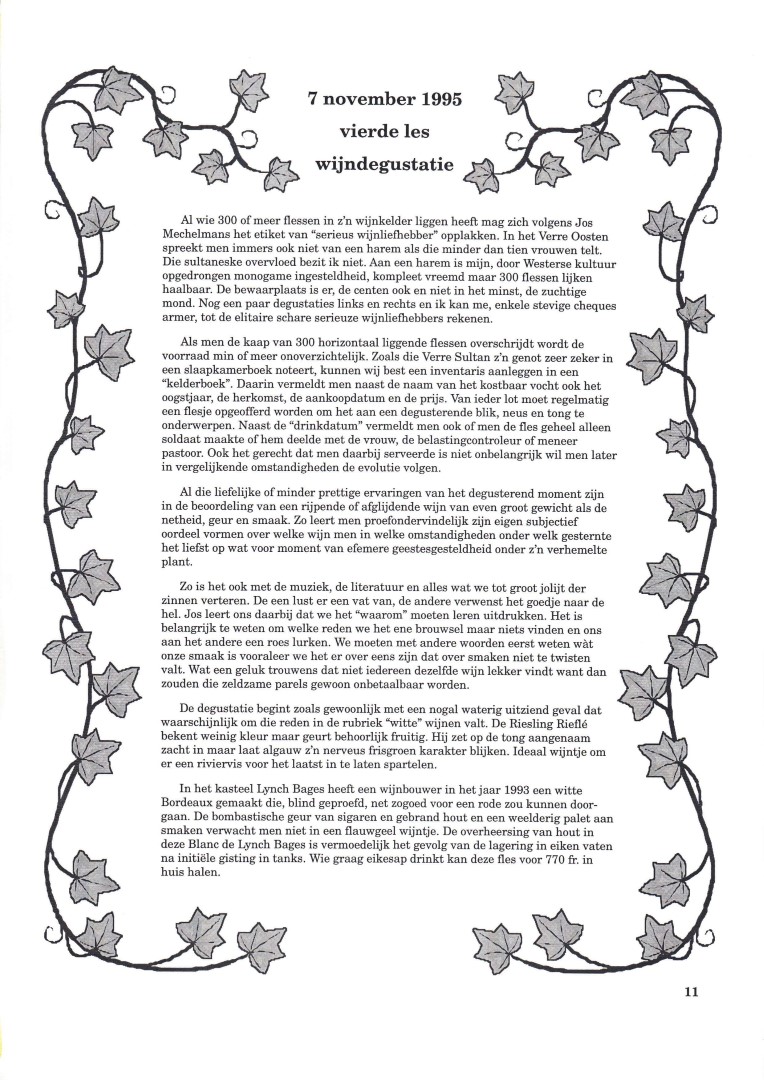 7 november 1995
vierde les
wijndegustatie
Al wie 300 of meer flessen in z'n wijnkelder liggen heeft mag zich volgens Jos
Mechelmans het etiket van “serieus wijnliefhebber” opplakken. In het Verre Oosten
spreekt men immers ook niet van een harem als die minder dan tien vrouwen telt.
Die sultaneske overvloed bezit ik niet. Aan een harem is mijn, door Westerse kultuur
opgedrongen monogame ingesteldheid, kompleet vreemd maar 300 flessen lijken
haalbaar. De bewaarplaats is er, de centen ook en niet in het minst, de zuchtige
mond. Nog een paar degustaties links en rechts en ik kan me, enkele stevige cheques
armer, tot de elitaire schare serieuze wijnliefhebbers rekenen.
Als men de kaap van 300 horizontaal liggende flessen overschrijdt wordt de
voorraad min of meer onoverzichtelijk. Zoals die Verre Sultan z'n genot zeer zeker in
een slaapkamerboek noteert, kunnen wij best een inventaris aanleggen in een
“kelderboek”. Daarin vermeldt men naast de naam van het kostbaar vocht ook het
oogstjaar, de herkomst, de aankoopdatum en de prijs. Van ieder lot moet regelmatig
een flesje opgeofferd worden om het aan een degusterende blik, neus en tong te
onderwerpen. Naast de “drinkdatum” vermeldt men ook of men de fles geheel alleen
soldaat maakte of hem deelde met de vrouw, de belastingcontroleur of meneer
pastoor. Ook het gerecht dat men daarbij serveerde is niet onbelangrijk wil men later
in vergelijkende omstandigheden de evolutie volgen.
Al die liefelijke of minder prettige ervaringen van het degusterend moment zijn
in de beoordeling van een rijpende of afglijdende wijn van even groot gewicht als de
netheid, geur en smaak. Zo leert men proefondervindelijk zijn eigen subjectief
oordeel vormen over welke wijn men in welke omstandigheden onder welk gesternte
het liefst op wat voor moment van efemere geestesgesteldheid onder z'n verhemelte
plant.
Zo is het ook met de muziek, de literatuur en alles wat we tot groot jolijt der
zinnen verteren. De een lust er een vat van, de andere verwenst het goedje naar de
hel. Jos leert ons daarbij dat we het “waarom” moeten leren uitdrukken. Het is
belangrijk te weten om welke reden we het ene brouwsel maar niets vinden en ons
aan het andere een roes lurken. We moeten met andere woorden eerst weten wàt
onze smaak is vooraleer we het er over eens zijn dat over smaken niet te twisten
valt. Wat een geluk trouwens dat niet iedereen dezelfde wijn lekker vindt want dan
zouden die zeldzame parels gewoon onbetaalbaar worden.
De degustatie begint zoals gewoonlijk met een nogal waterig uitziend geval dat
waarschijnlijk om die reden in de rubriek “witte” wijnen valt. De Riesling Rieflé
bekent weinig kleur maar geurt behoorlijk fruitig. Hij zet op de tong aangenaam
zacht in maar laat algauw z'n nerveus frisgroen karakter blijken. Ideaal wijntje om
er een riviervis voor het laatst in te laten spartelen.
In het kasteel Lynch Bages heeft een wijnbouwer in het jaar 1993 een witte
Bordeaux gemaakt die, blind geproefd, net zogoed voor een rode zou kunnen door-
gaan. De bombastische geur van sigaren en gebrand hout en een weelderig palet aan
smaken verwacht men niet in een flauwgeel wijntje. De overheersing van hout in
deze Blanc de Lynch Bages is vermoedelijk het gevolg van de lagering in eiken vaten
na initiële gisting in tanks. Wie graag eikesap drinkt kan deze fles voor 770 fr. in
huis halen.
11